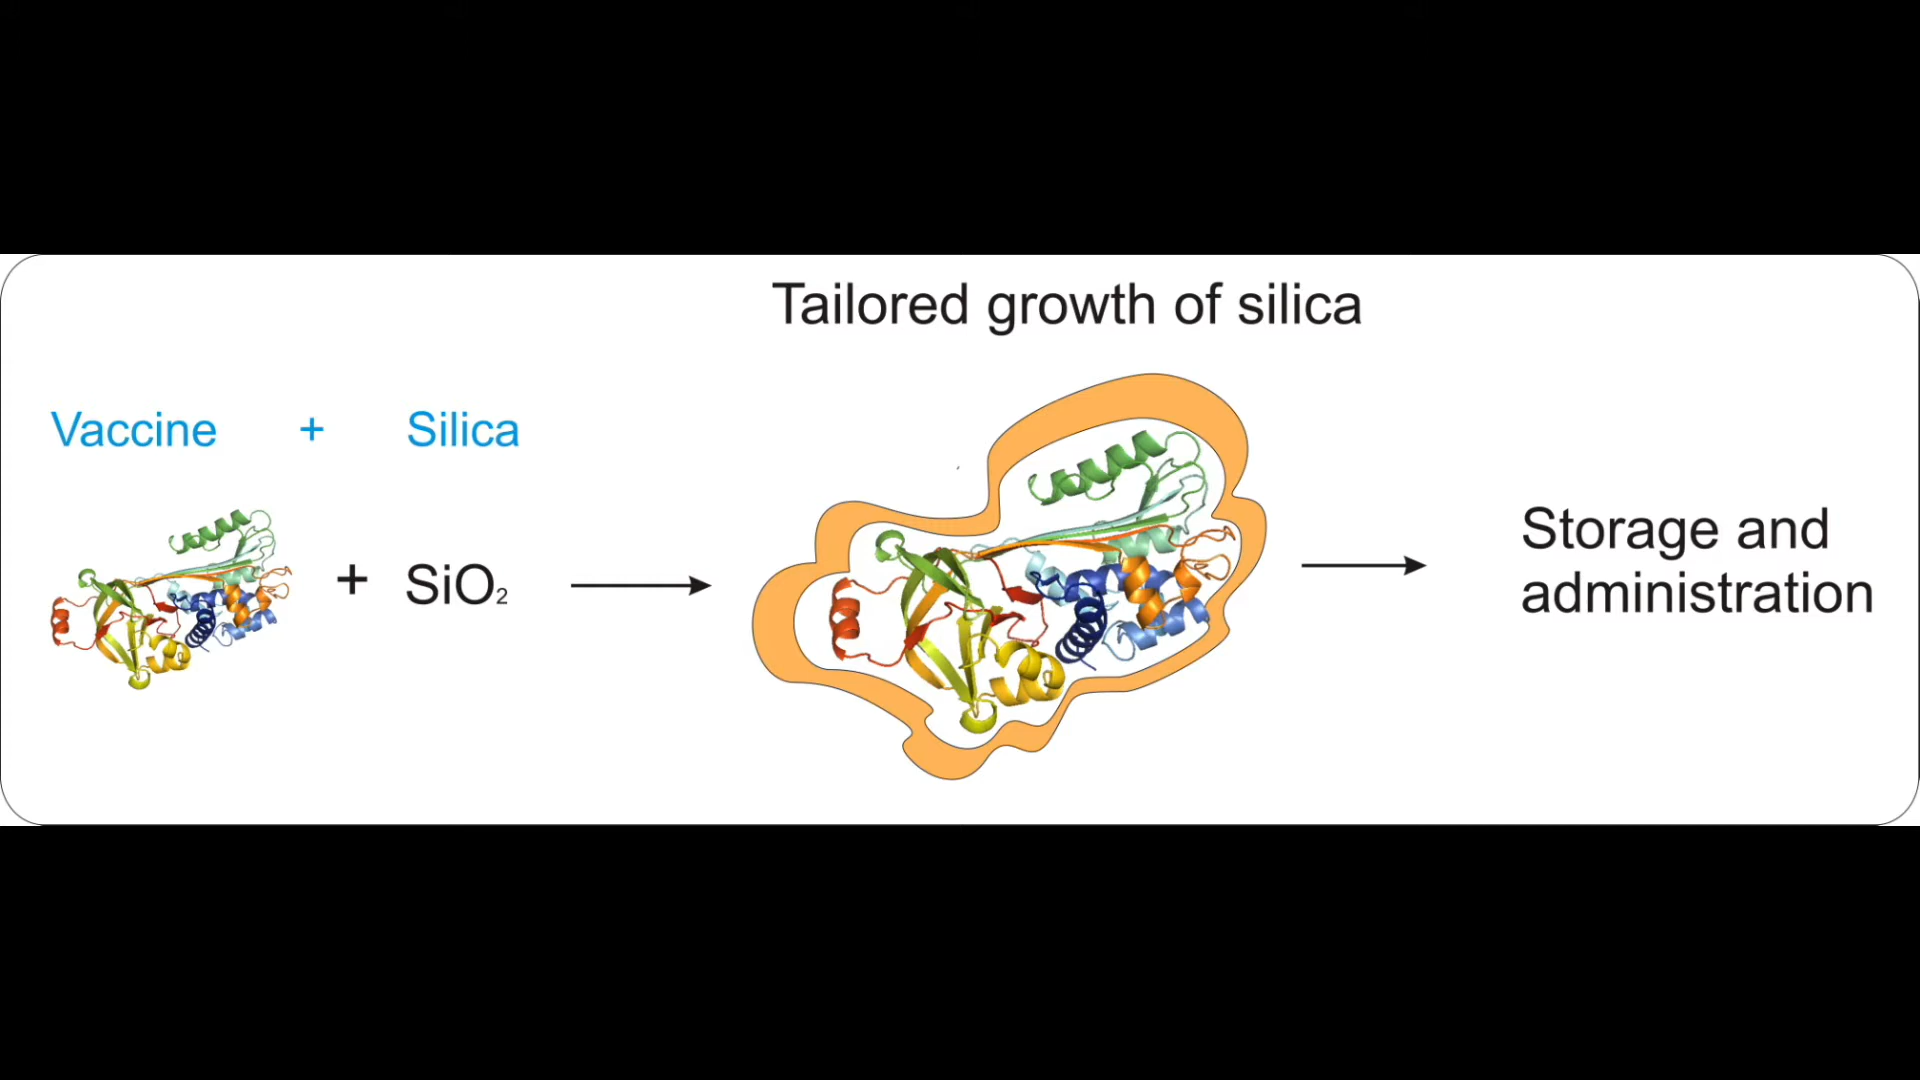 Tailored growth of silica
Vaccine + Silica
+ SiO₂
Storage and
administration